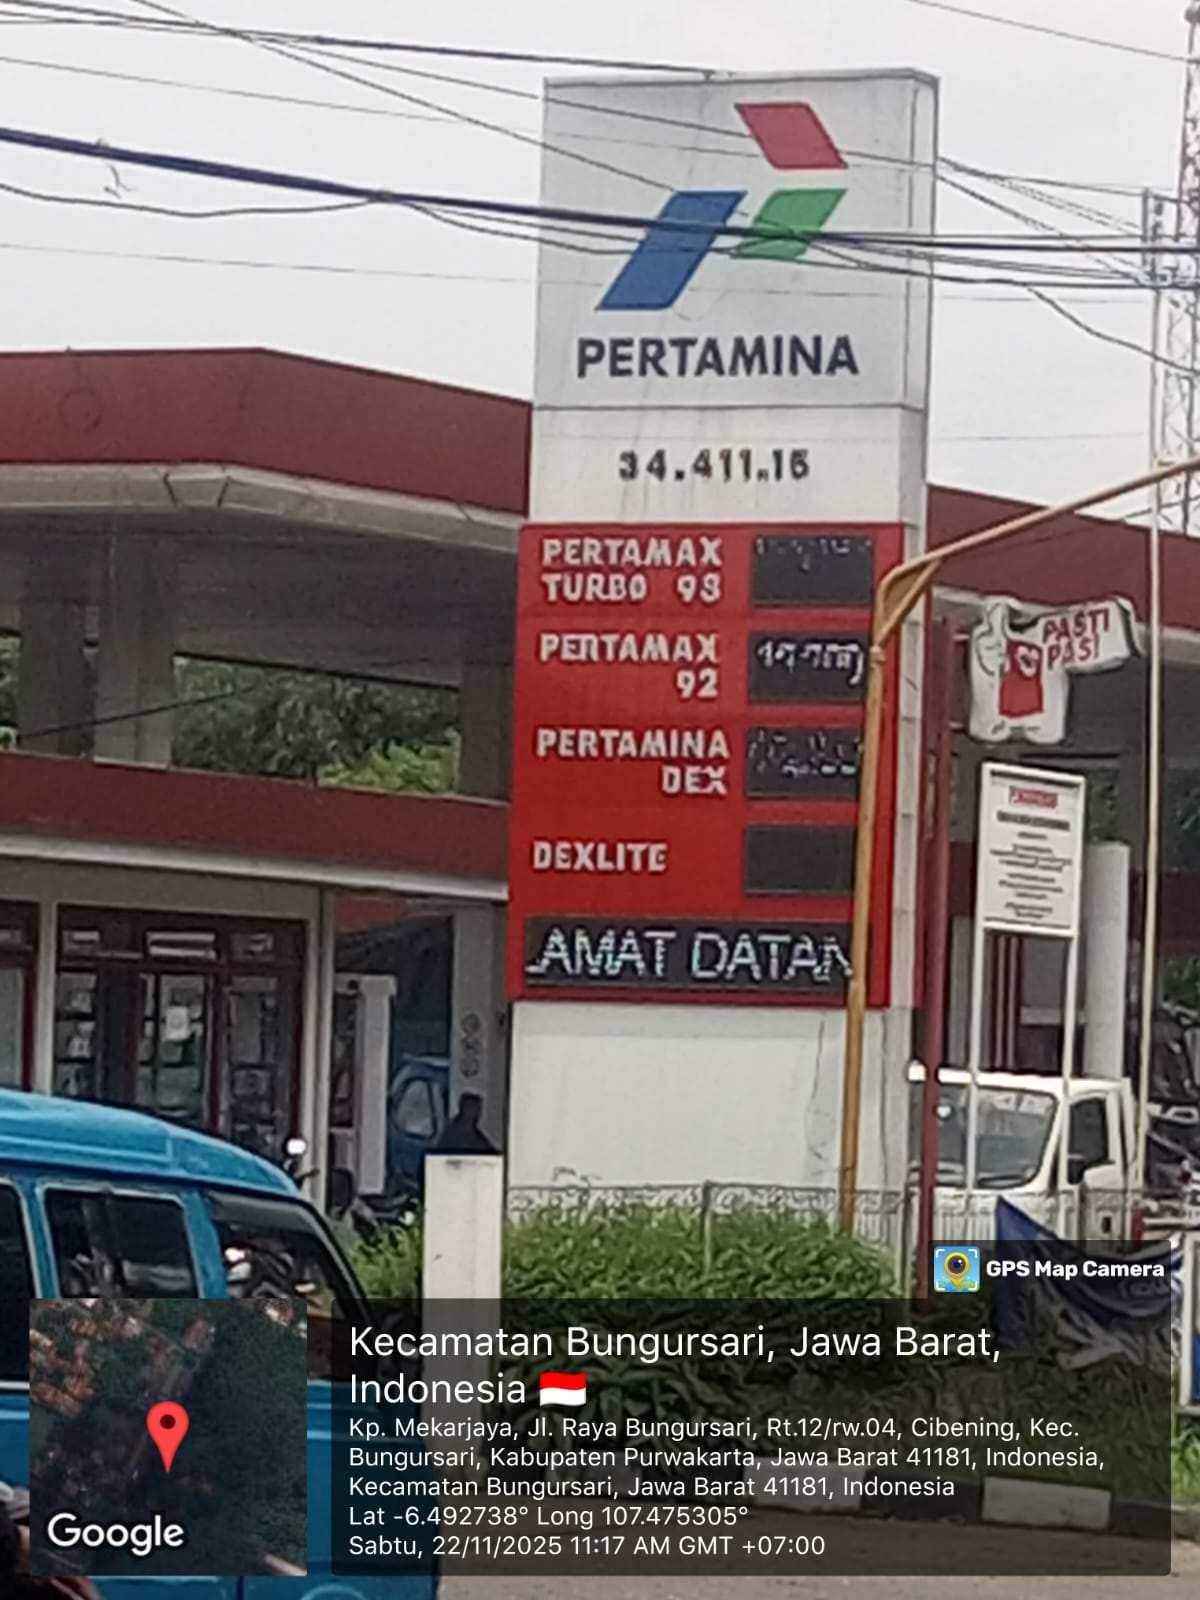 PERTAMINA
34.411.15
PERTAMAX
TURBO 98
PERTAMAX
92
PERTAMINA
DEX
DEXLITE
AMAT DATAN
PASTI
PAS!
GPS Map Camera
Kecamatan Bungursari, Jawa Barat,
Indonesia 🇮🇩
Kp. Mekarjaya, Jl. Raya Bungursari, Rt.12/rw.04, Cibening, Kec.
Bungursari, Kabupaten Purwakarta, Jawa Barat 41181, Indonesia,
Kecamatan Bungursari, Jawa Barat 41181, Indonesia
Lat -6.492738° Long 107.475305°
Sabtu, 22/11/2025 11:17 AM GMT +07:00
Google